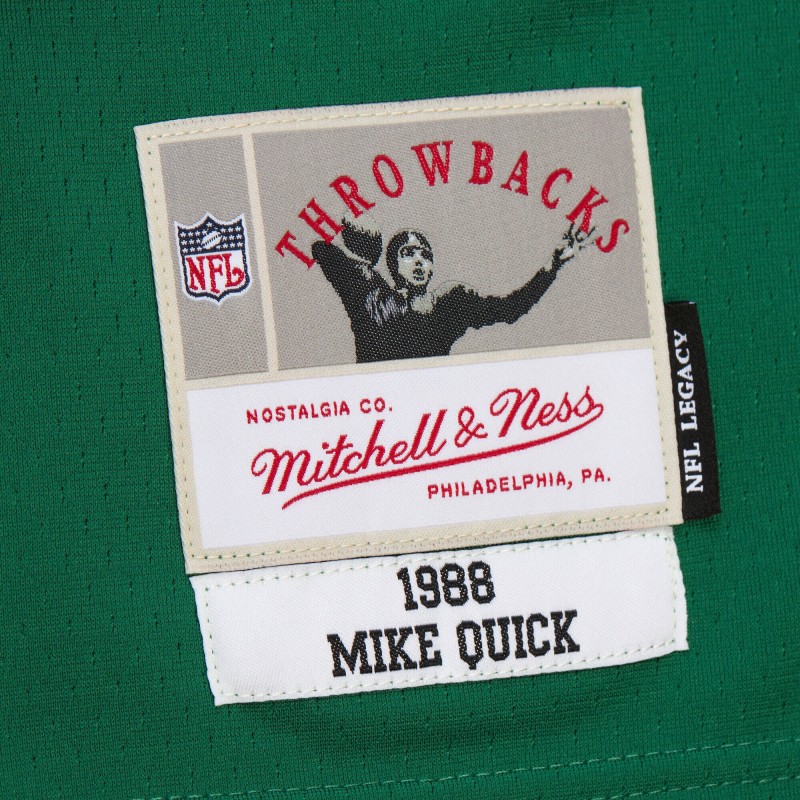 THROWBACKS
NFL
NOSTALGIA CO.
Mitchell & Ness
PHILADELPHIA, PA.
NFL LEGACY
1988
MIKE QUICK